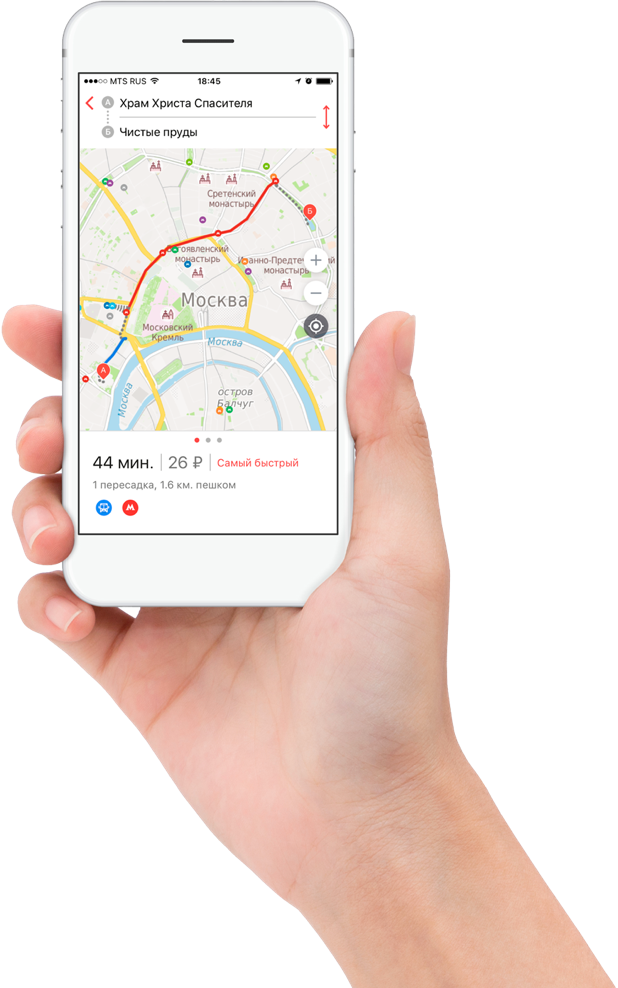 MTS RUS 18:45
А Храм Христа Спасителя
Б Чистые пруды
Сретенский
монастырь
Б
монастырь
Иванно-Предтеченский
монастырь
Москва
Московский
Кремль
Москва
А
Москва
остров
Балчуг
44 мин. 26 ₽ Самый быстрый
1 пересадка, 1.6 км. пешком
М